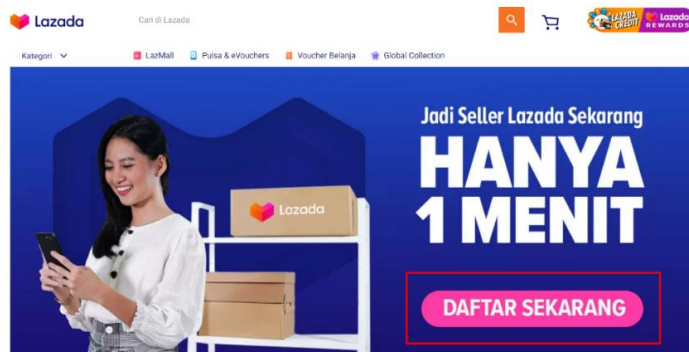 Lazada
Cari di Lazada
LAZADA CREDIT
Lazada REWARDS
Kategori
LazMall
Pulsa & eVouchers
Voucher Belanja
Global Collection
Jadi Seller Lazada Sekarang
HANYA
1 MENIT
Lazada
DAFTAR SEKARANG